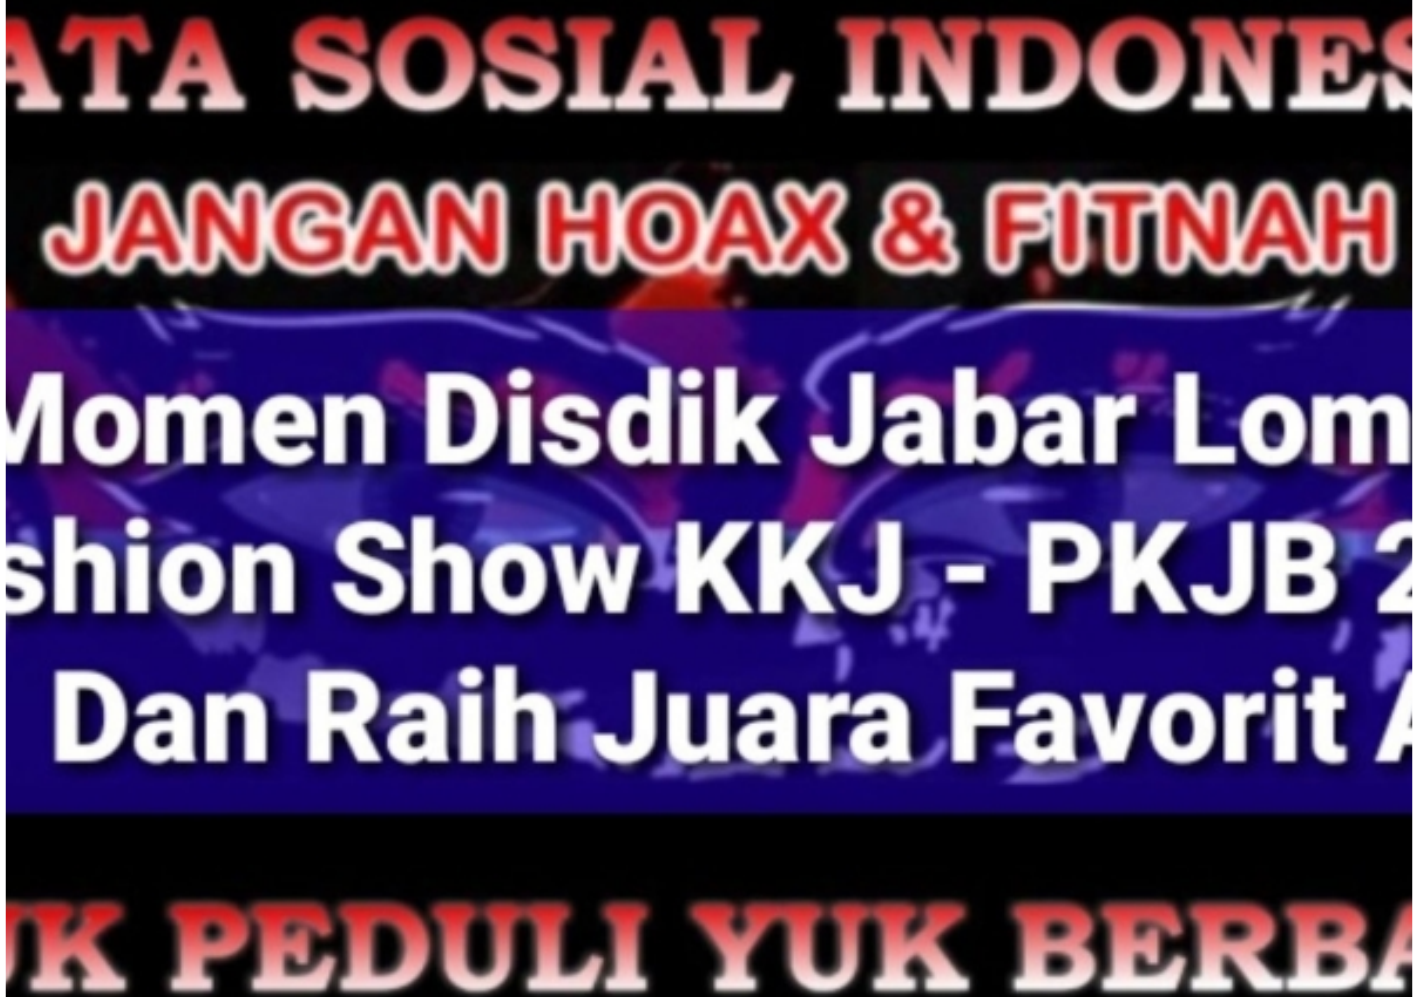 ATA SOSIAL INDONES
JANGAN HOAX & FITNAH
Momen Disdik Jabar Lom
shion Show KKJ - PKJB 2
Dan Raih Juara Favorit A
UK PEDULI YUK BERBA